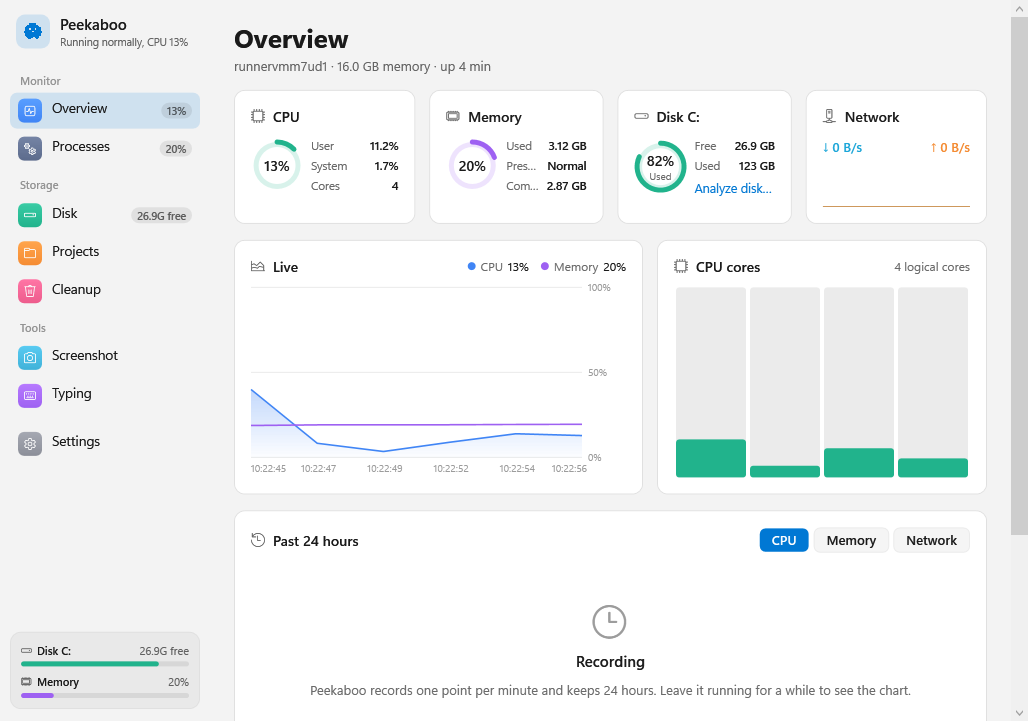 Peekaboo
Running normally, CPU 13%
Monitor
Overview 13%
Processes 20%
Storage
Disk 26.9G free
Projects
Cleanup
Tools
Screenshot
Typing
Settings
Disk C: 26.9G free
Memory 20%
Overview
runnervmm7ud1 · 16.0 GB memory · up 4 min
CPU
13%
User 11.2%
System 1.7%
Cores 4
Memory
20%
Used 3.12 GB
Pres... Normal
Com... 2.87 GB
Disk C:
82%
Used
Free 26.9 GB
Used 123 GB
Analyze disk...
Network
↓ 0 B/s ↑ 0 B/s
Live CPU 13% Memory 20%
100%
50%
0%
10:22:45 10:22:47 10:22:49 10:22:52 10:22:54 10:22:56
CPU cores 4 logical cores
Past 24 hours CPU Memory Network
Recording
Peekaboo records one point per minute and keeps 24 hours. Leave it running for a while to see the chart.